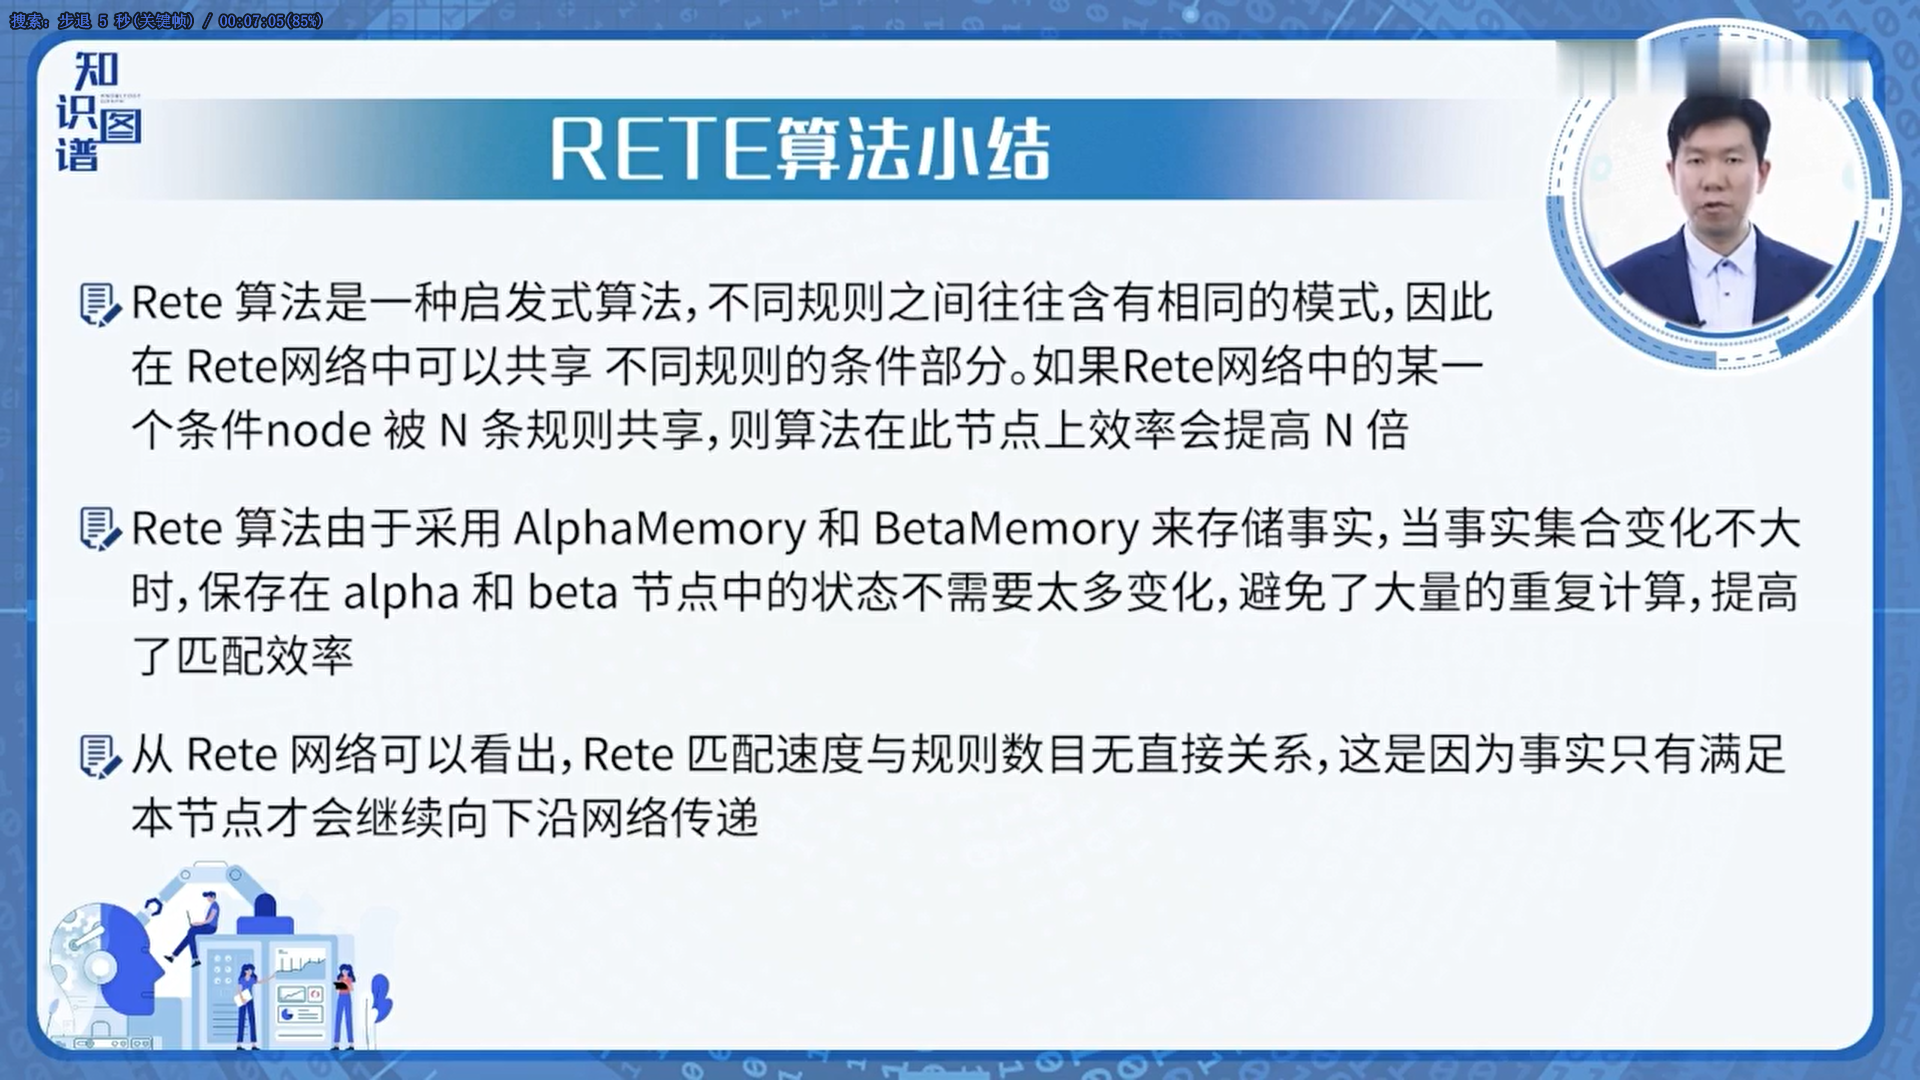 搜索: 步退 5 秒(关键帧) / 00:07:05(85%)
知识图谱
RETE算法小结
Rete 算法是一种启发式算法，不同规则之间往往含有相同的模式，因此
在 Rete网络中可以共享 不同规则的条件部分。如果Rete网络中的某一
个条件node 被 N 条规则共享，则算法在此节点上效率会提高 N 倍
Rete 算法由于采用 AlphaMemory 和 BetaMemory 来存储事实，当事实集合变化不大
时，保存在 alpha 和 beta 节点中的状态不需要太多变化，避免了大量的重复计算，提高
了匹配效率
从 Rete 网络可以看出，Rete 匹配速度与规则数目无直接关系，这是因为事实只有满足
本节点才会继续向下沿网络传递